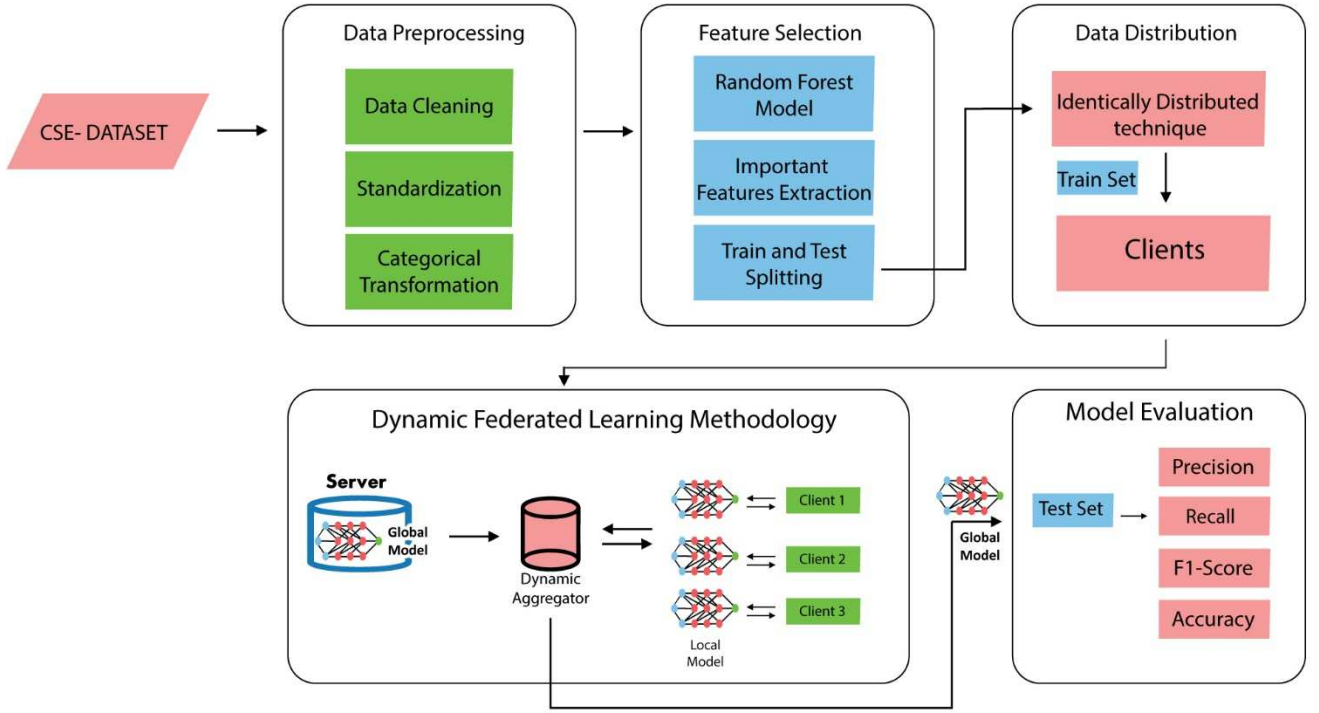 CSE- DATASET
Data Preprocessing
Data Cleaning
Standardization
Categorical
Transformation
Feature Selection
Random Forest
Model
Important
Features Extraction
Train and Test
Splitting
Data Distribution
Identically Distributed
technique
Train Set
Clients
Dynamic Federated Learning Methodology
Server
Global
Model
Dynamic
Aggregator
Client 1
Client 2
Client 3
Local
Model
Global
Model
Model Evaluation
Test Set
Precision
Recall
F1-Score
Accuracy